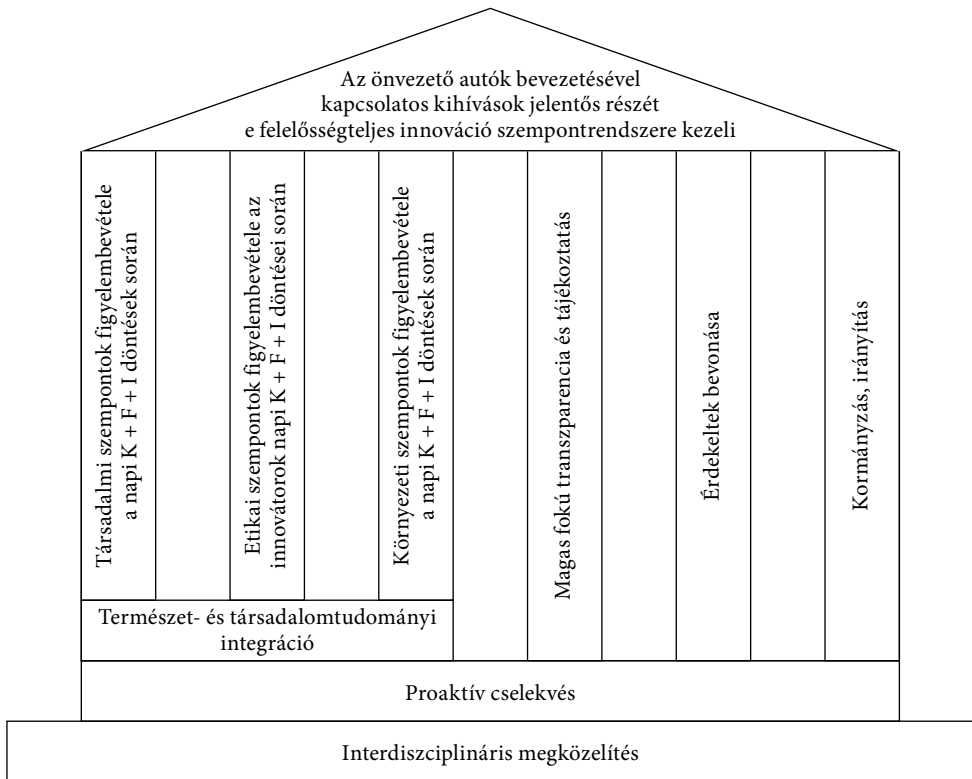 Az önvezető autók bevezetésével
kapcsolatos kihívások jelentős részét
e felelősségteljes innováció szempontrendszere kezeli
Társadalmi szempontok figyelembevétele
a napi K + F + I döntések során
Etikai szempontok figyelembevétele az
innovátorok napi K + F + I döntései során
Környezeti szempontok figyelembevétele
a napi K + F + I döntések során
Magas fokú transzparencia és tájékoztatás
Érdekeltek bevonása
Kormányzás, irányítás
Természet- és társadalomtudományi
integráció
Proaktív cselekvés
Interdiszciplináris megközelítés